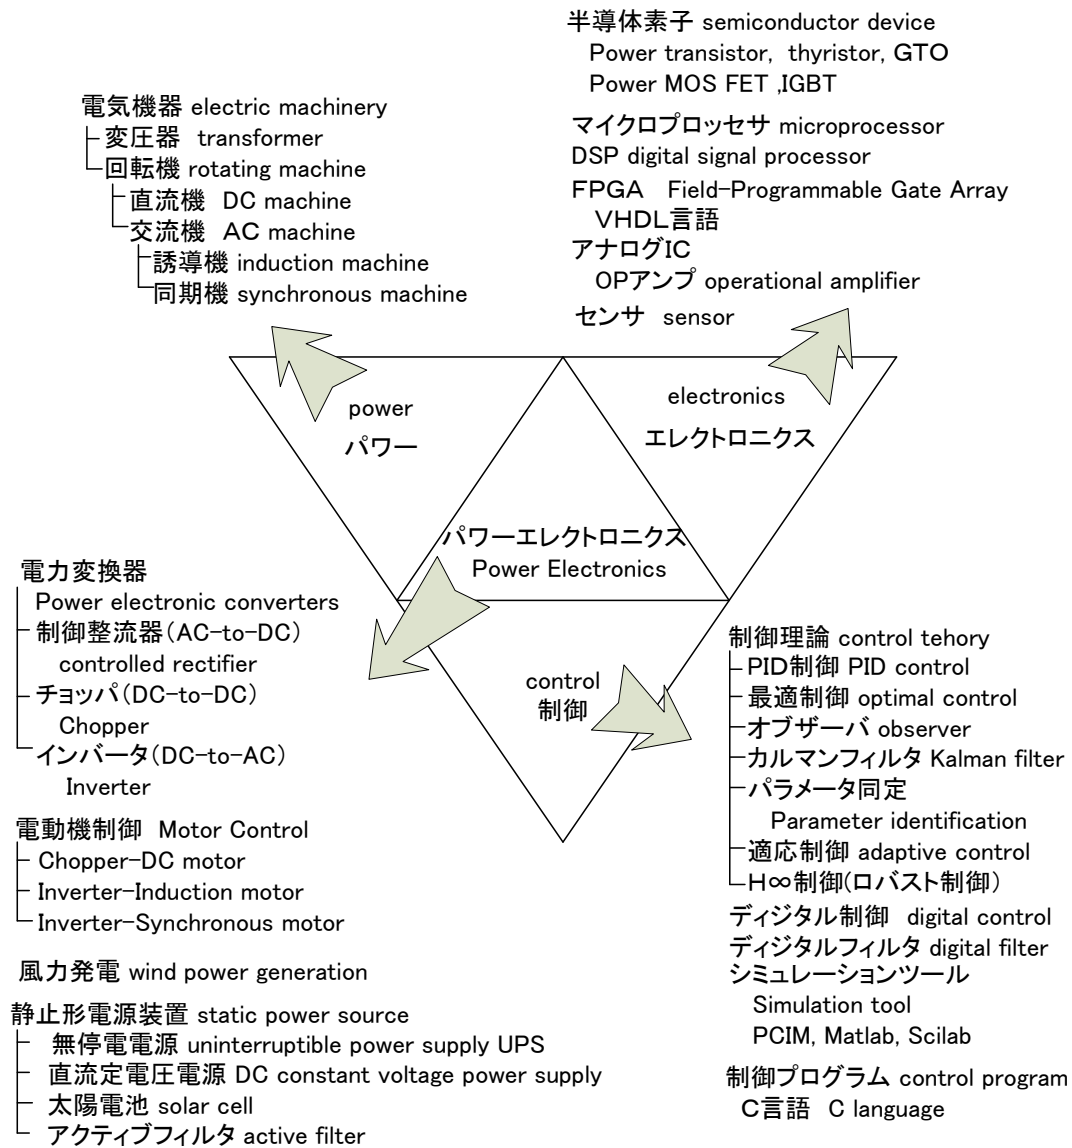 半導体素子 semiconductor device
Power transistor, thyristor, GTO
Power MOS FET ,IGBT
マイクロプロッセサ microprocessor
DSP digital signal processor
FPGA Field-Programmable Gate Array
VHDL言語
アナログIC
OPアンプ operational amplifier
センサ sensor
電気機器 electric machinery
変圧器 transformer
回転機 rotating machine
直流機 DC machine
交流機 AC machine
誘導機 induction machine
同期機 synchronous machine
power
パワー
electronics
エレクトロニクス
パワーエレクトロニクス
Power Electronics
control
制御
電力変換器
Power electronic converters
制御整流器(AC-to-DC)
controlled rectifier
チョッパ(DC-to-DC)
Chopper
インバータ(DC-to-AC)
Inverter
電動機制御 Motor Control
Chopper-DC motor
Inverter-Induction motor
Inverter-Synchronous motor
風力発電 wind power generation
静止形電源装置 static power source
無停電電源 uninterruptible power supply UPS
直流定電圧電源 DC constant voltage power supply
太陽電池 solar cell
アクティブフィルタ active filter
制御理論 control tehory
PID制御 PID control
最適制御 optimal control
オブザーバ observer
カルマンフィルタ Kalman filter
パラメータ同定
Parameter identification
適応制御 adaptive control
H∞制御(ロバスト制御)
ディジタル制御 digital control
ディジタルフィルタ digital filter
シミュレーションツール
Simulation tool
PCIM, Matlab, Scilab
制御プログラム control program
C言語 C language